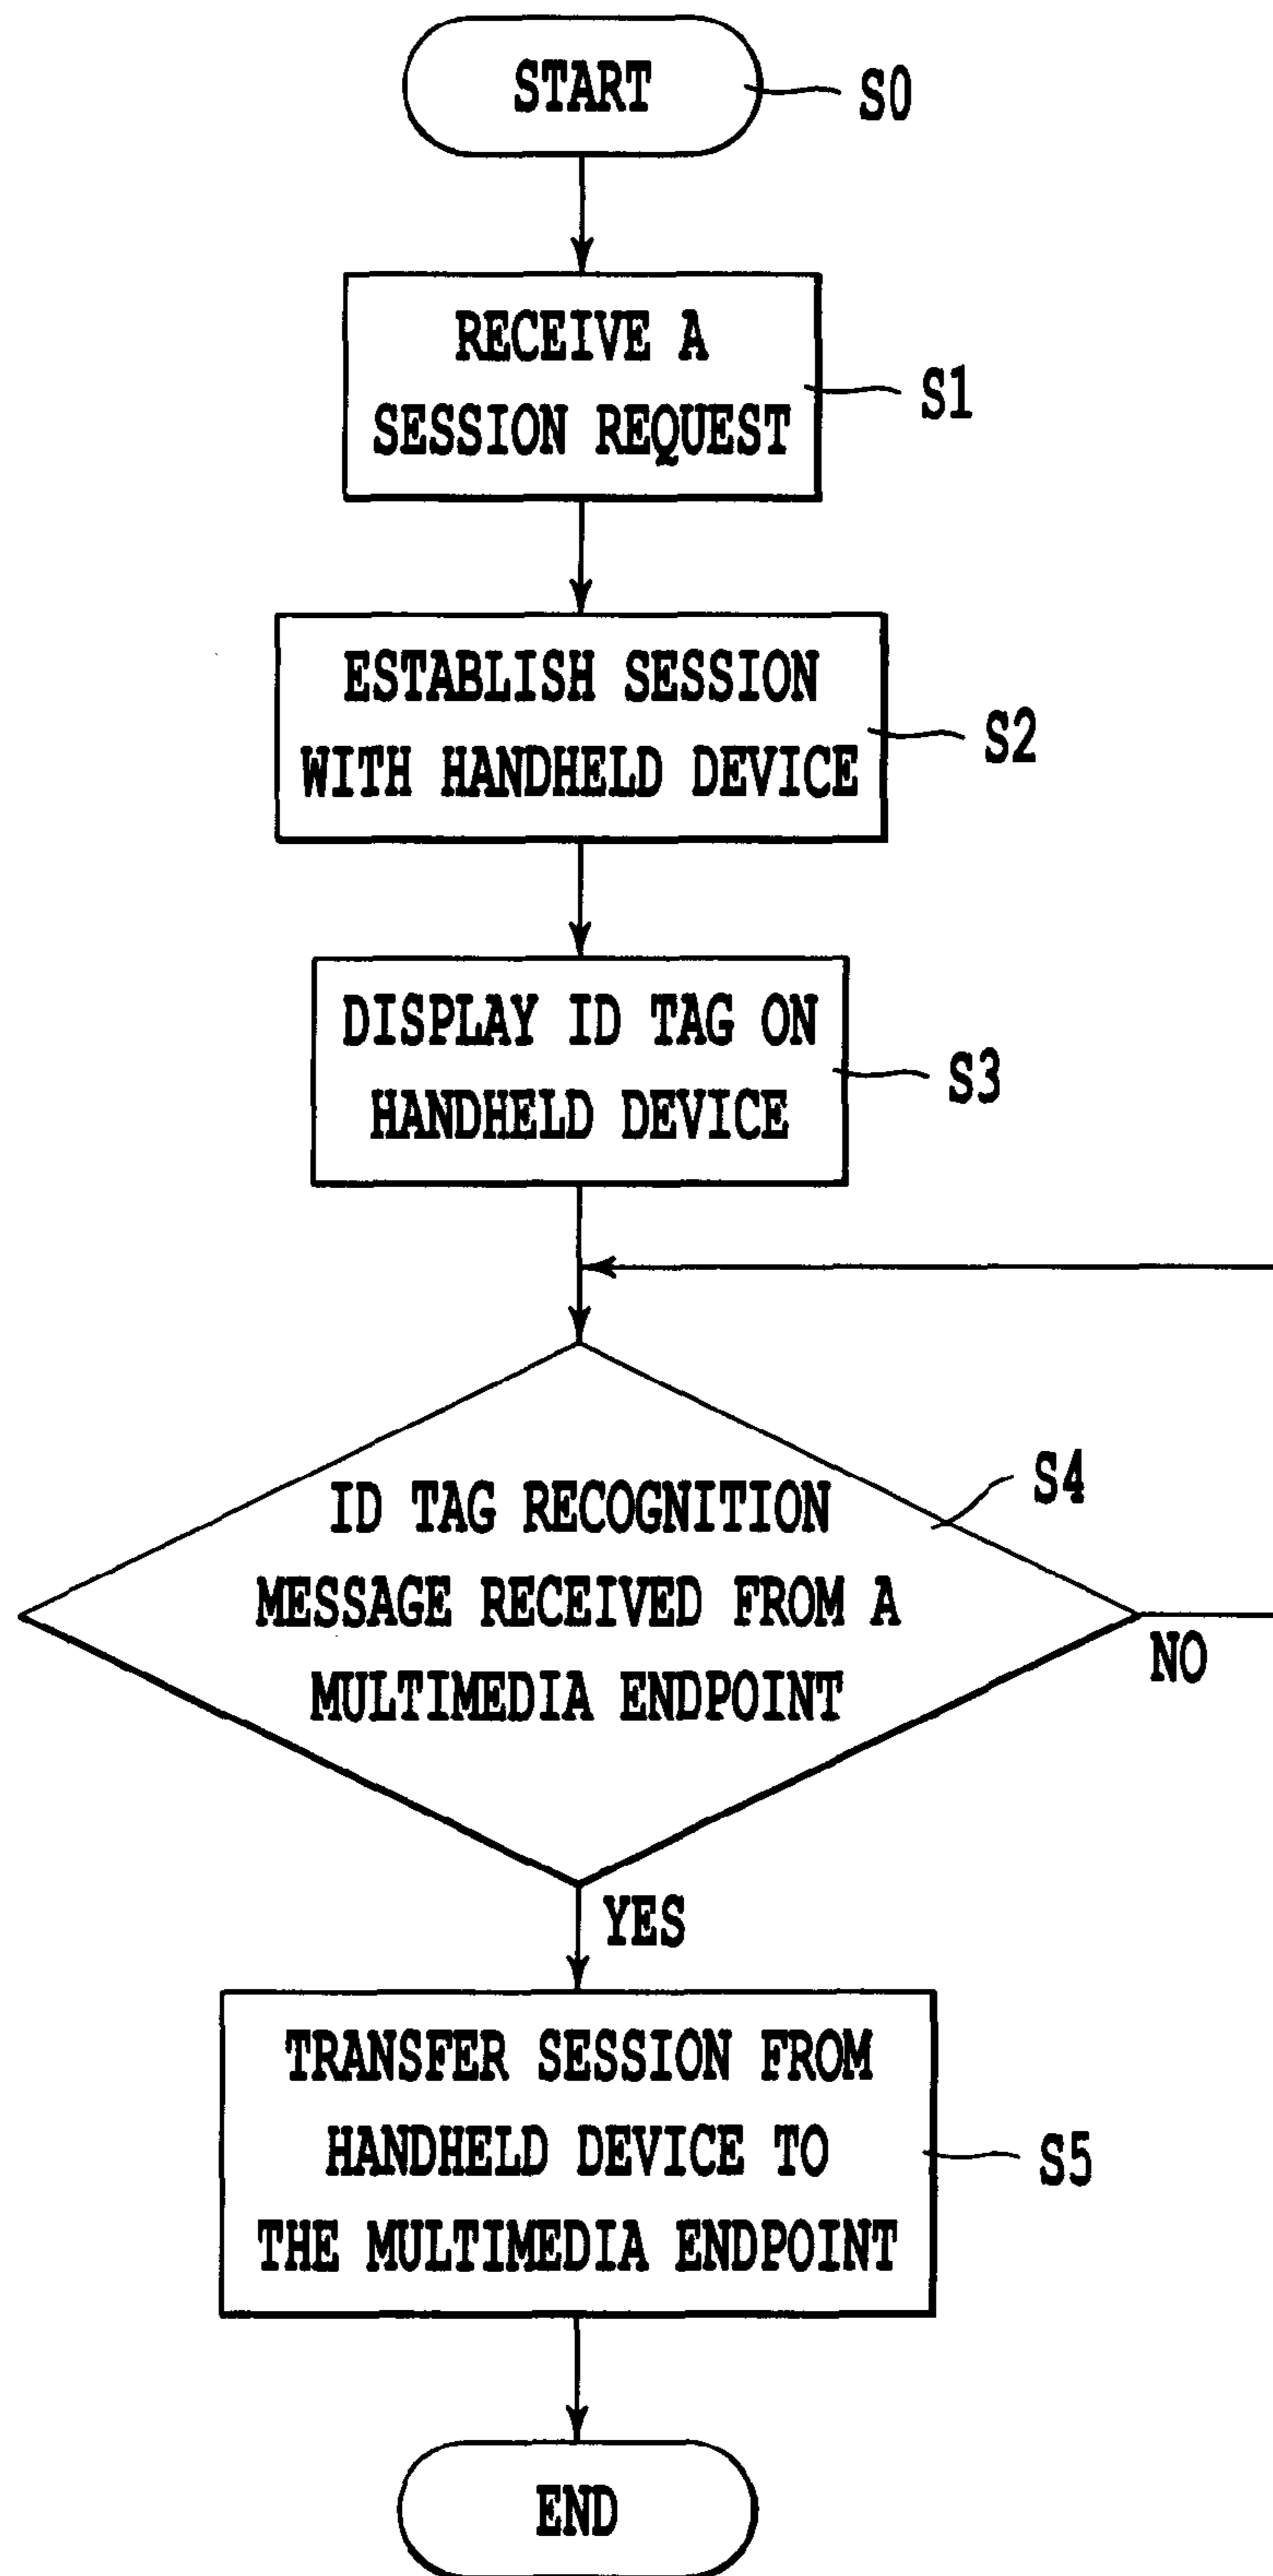 START
S0
RECEIVE A
SESSION REQUEST
S1
ESTABLISH SESSION
WITH HANDHELD DEVICE
S2
DISPLAY ID TAG ON
HANDHELD DEVICE
S3
ID TAG RECOGNITION
MESSAGE RECEIVED FROM A
MULTIMEDIA ENDPOINT
S4
NO
YES
TRANSFER SESSION FROM
HANDHELD DEVICE TO
THE MULTIMEDIA ENDPOINT
S5
END